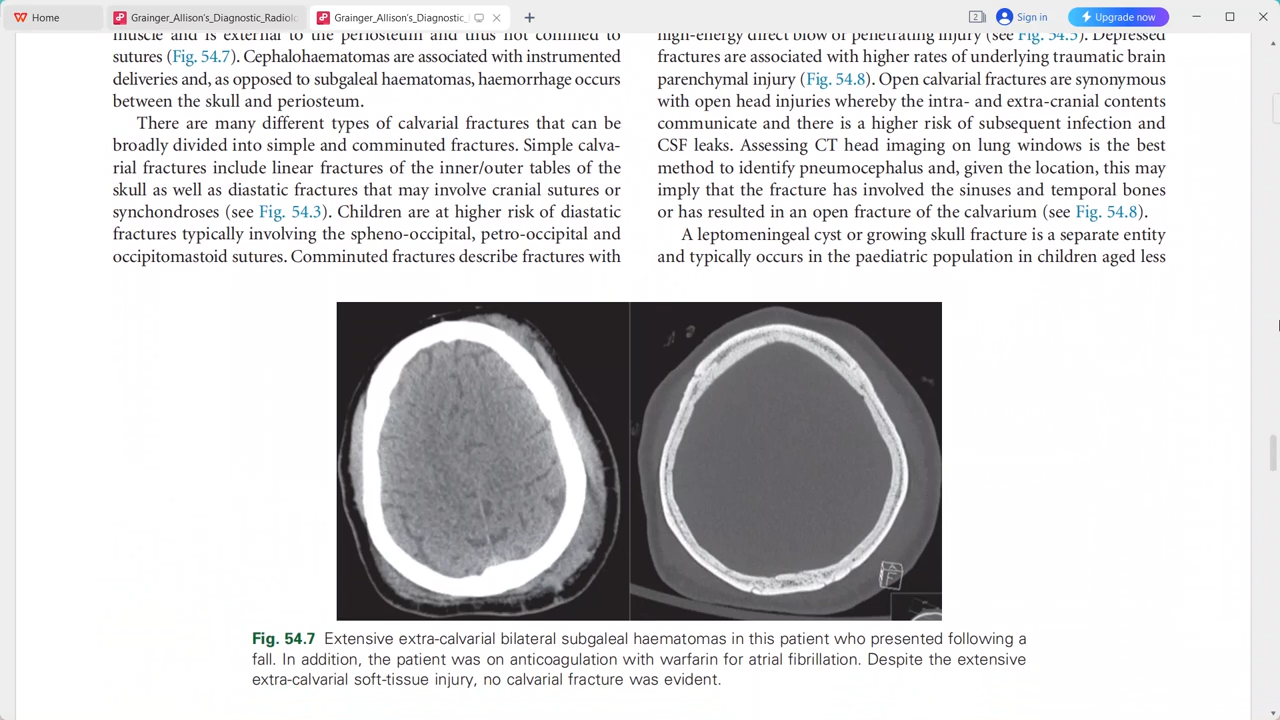 Home
Grainger_Allison's_Diagnostic_Radiolo
Grainger_Allison's_Diagnostic_
2
Sign in
Upgrade now
muscle and is external to the periosteum and thus not confined to
sutures (Fig. 54.7). Cephalohaematomas are associated with instrumented
deliveries and, as opposed to subgaleal haematomas, haemorrhage occurs
between the skull and periosteum.
There are many different types of calvarial fractures that can be
broadly divided into simple and comminuted fractures. Simple calva-
rial fractures include linear fractures of the inner/outer tables of the
skull as well as diastatic fractures that may involve cranial sutures or
synchondroses (see Fig. 54.3). Children are at higher risk of diastatic
fractures typically involving the spheno-occipital, petro-occipital and
occipitomastoid sutures. Comminuted fractures describe fractures with
high-energy direct blow or penetrating injury (see Fig. 54.5). Depressed
fractures are associated with higher rates of underlying traumatic brain
parenchymal injury (Fig. 54.8). Open calvarial fractures are synonymous
with open head injuries whereby the intra- and extra-cranial contents
communicate and there is a higher risk of subsequent infection and
CSF leaks. Assessing CT head imaging on lung windows is the best
method to identify pneumocephalus and, given the location, this may
imply that the fracture has involved the sinuses and temporal bones
or has resulted in an open fracture of the calvarium (see Fig. 54.8).
A leptomeningeal cyst or growing skull fracture is a separate entity
and typically occurs in the paediatric population in children aged less
F
Fig. 54.7 Extensive extra-calvarial bilateral subgaleal haematomas in this patient who presented following a
fall. In addition, the patient was on anticoagulation with warfarin for atrial fibrillation. Despite the extensive
extra-calvarial soft-tissue injury, no calvarial fracture was evident.